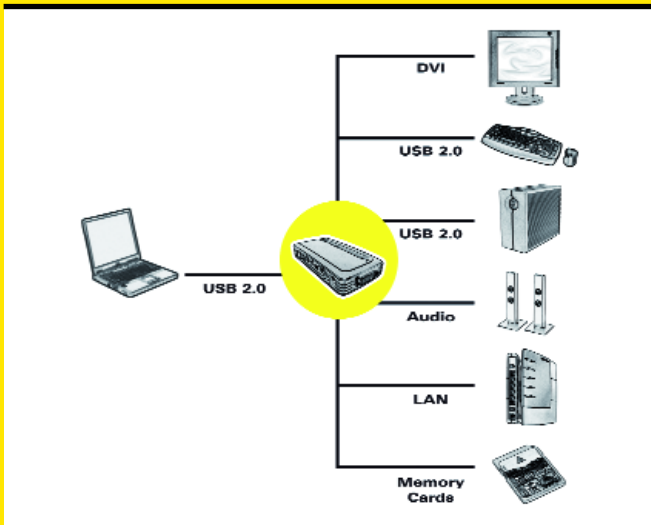 DVI
USB 2.0
USB 2.0
USB 2.0
Audio
LAN
Memory
Cards